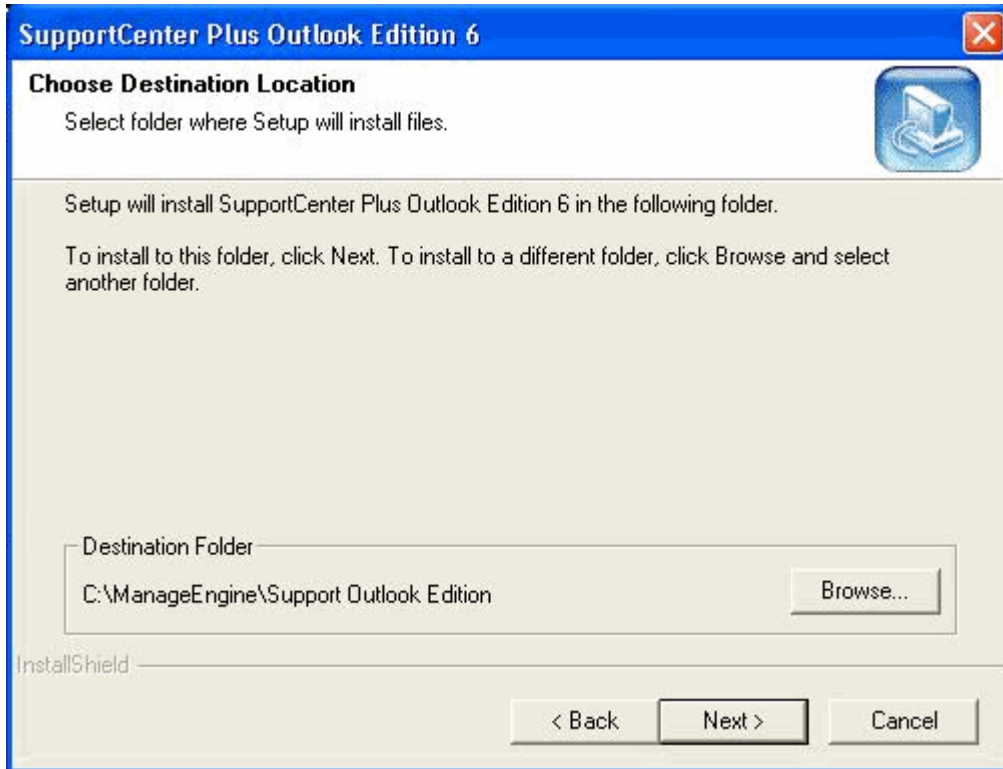 SupportCenter Plus Outlook Edition 6
Choose Destination Location
Select folder where Setup will install files.
Setup will install SupportCenter Plus Outlook Edition 6 in the following folder.
To install to this folder, click Next. To install to a different folder, click Browse and select
another folder.
Destination Folder
C:\ManageEngine\Support Outlook Edition
Browse...
InstallShield
< Back
Next >
Cancel